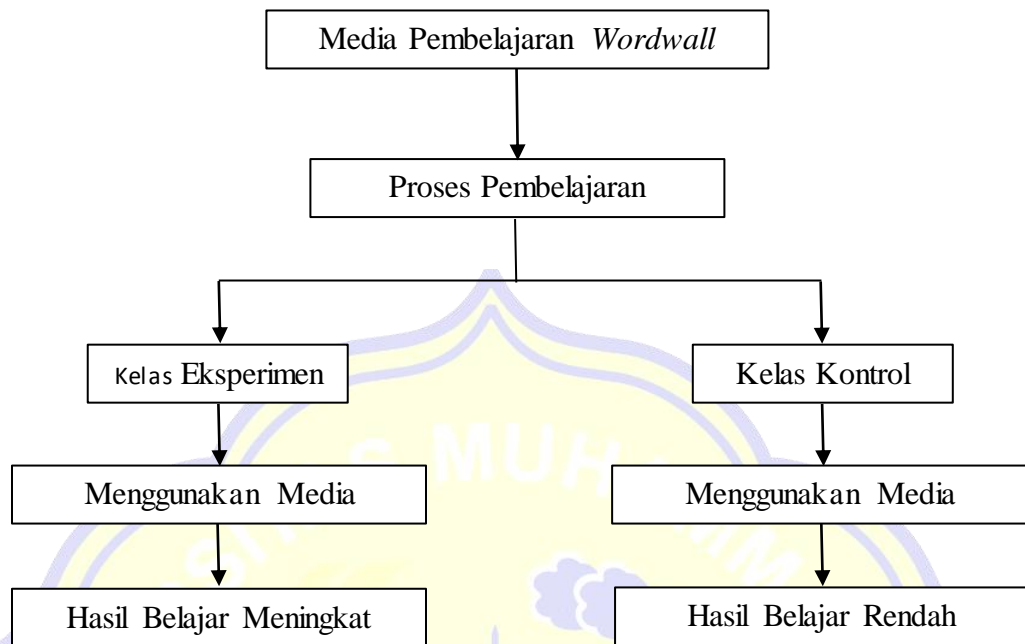 Media Pembelajaran Wordwall
Proses Pembelajaran
Kelas Eksperimen
Kelas Kontrol
Menggunakan Media
Menggunakan Media
Hasil Belajar Meningkat
Hasil Belajar Rendah